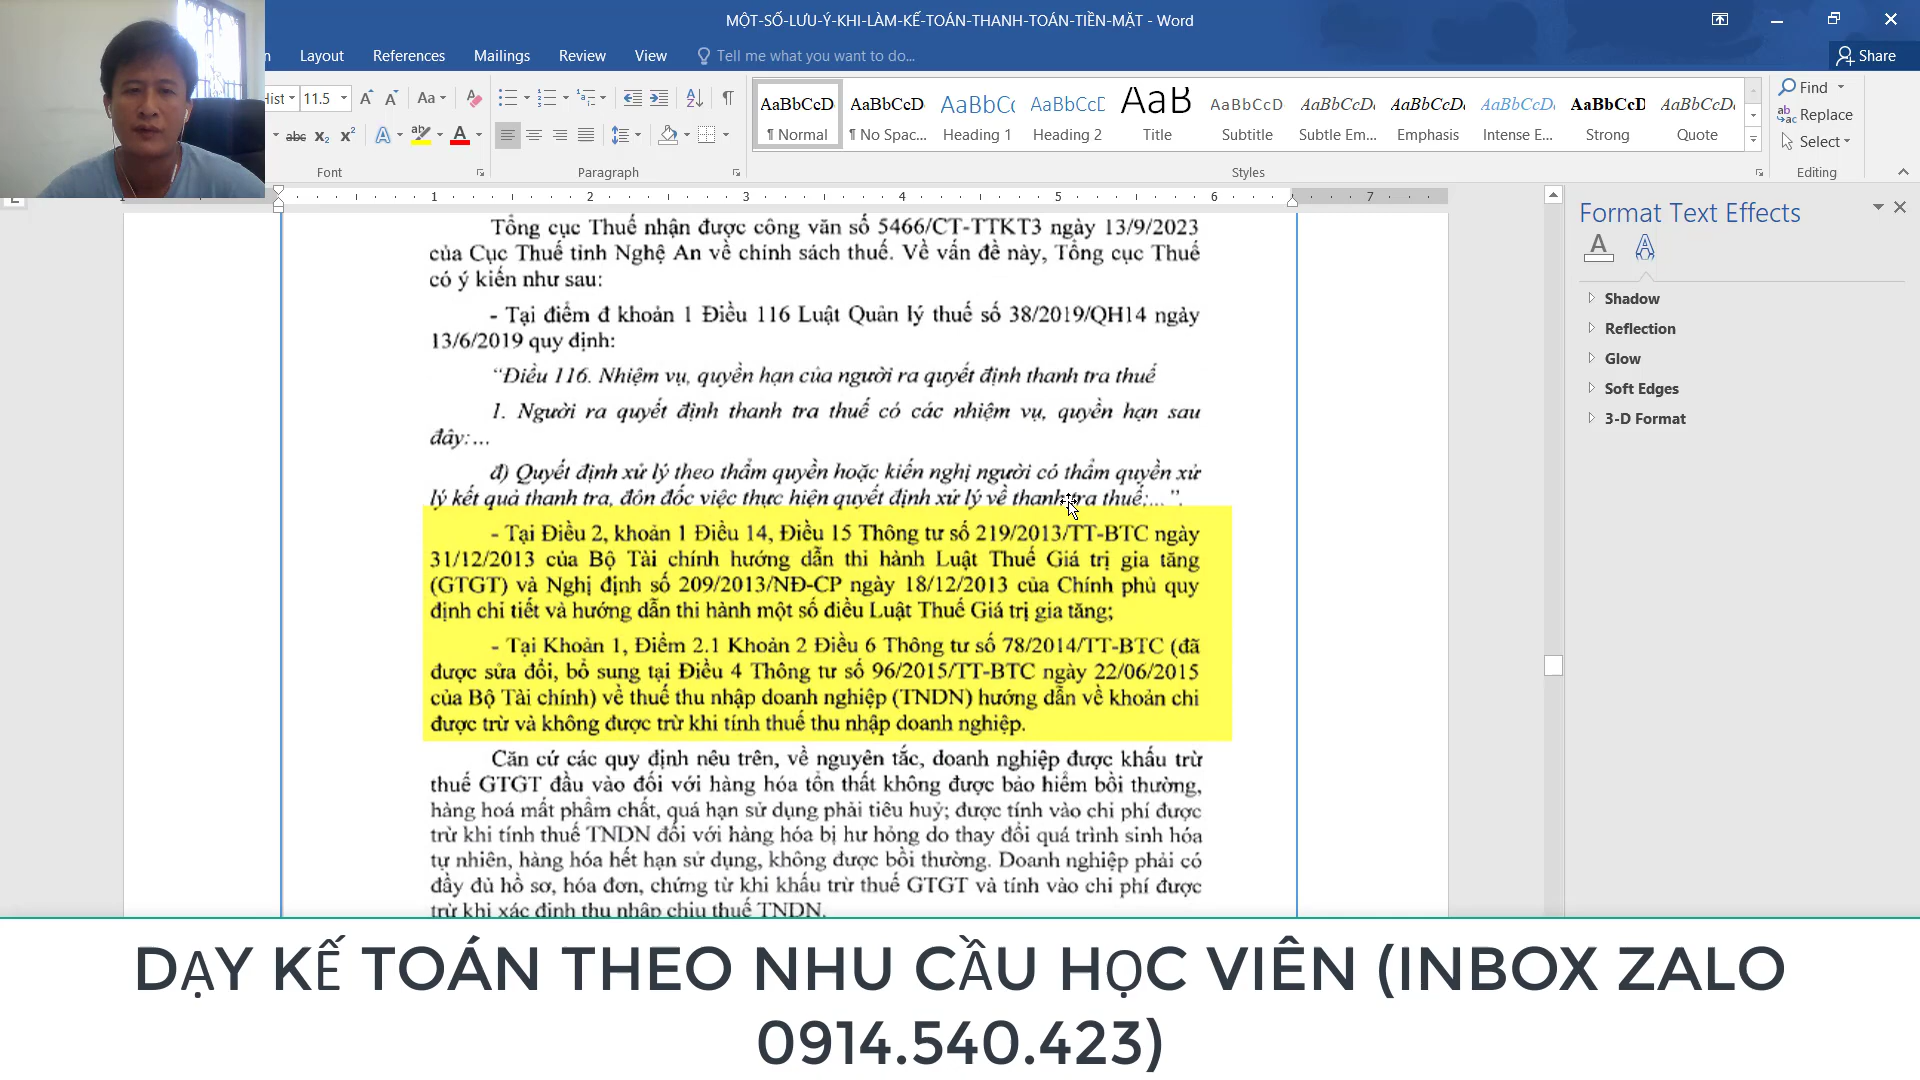 MỘT-SỐ-LƯU-Ý-KHI-LÀM-KẾ-TOÁN-THANH-TOÁN-TIỀN-MẶT - Word
Layout References Mailings Review View Tell me what you want to do... Share
11.5 Aa
AaBbCcD AaBbCcD AaBbC AaBbCcD AaB AaBbCcD AaBbCcD AaBbCcD AaBbCcD AaBbCcD AaBbCcD
¶ Normal ¶ No Spac... Heading 1 Heading 2 Title Subtitle Subtle Em... Emphasis Intense E... Strong Quote
Find
Replace
Select
Font Paragraph Styles Editing
1 1 2 3 4 5 6 7
Tổng cục Thuế nhận được công văn số 5466/CT-TTKT3 ngày 13/9/2023
của Cục Thuế tỉnh Nghệ An về chính sách thuế. Về vấn đề này, Tổng cục Thuế
có ý kiến như sau:
- Tại điểm đ khoản 1 Điều 116 Luật Quản lý thuế số 38/2019/QH14 ngày
13/6/2019 quy định:
“Điều 116. Nhiệm vụ, quyền hạn của người ra quyết định thanh tra thuế
1. Người ra quyết định thanh tra thuế có các nhiệm vụ, quyền hạn sau
đây:...
đ) Quyết định xử lý theo thẩm quyền hoặc kiến nghị người có thẩm quyền xử
lý kết quả thanh tra, đôn đốc việc thực hiện quyết định xử lý về thanh tra thuế;... ”.
- Tại Điều 2, khoản 1 Điều 14, Điều 15 Thông tư số 219/2013/TT-BTC ngày
31/12/2013 của Bộ Tài chính hướng dẫn thi hành Luật Thuế Giá trị gia tăng
(GTGT) và Nghị định số 209/2013/NĐ-CP ngày 18/12/2013 của Chính phủ quy
định chi tiết và hướng dẫn thi hành một số điều Luật Thuế Giá trị gia tăng;
- Tại Khoản 1, Điểm 2.1 Khoản 2 Điều 6 Thông tư số 78/2014/TT-BTC (đã
được sửa đổi, bổ sung tại Điều 4 Thông tư số 96/2015/TT-BTC ngày 22/06/2015
của Bộ Tài chính) về thuế thu nhập doanh nghiệp (TNDN) hướng dẫn về khoản chi
được trừ và không được trừ khi tính thuế thu nhập doanh nghiệp.
Căn cứ các quy định nêu trên, về nguyên tắc, doanh nghiệp được khấu trừ
thuế GTGT đầu vào đối với hàng hóa tổn thất không được bảo hiểm bồi thường,
hàng hoá mất phẩm chất, quá hạn sử dụng phải tiêu huỷ; được tính vào chi phí được
trừ khi tính thuế TNDN đối với hàng hóa bị hư hỏng do thay đổi quá trình sinh hóa
tự nhiên, hàng hóa hết hạn sử dụng, không được bồi thường. Doanh nghiệp phải có
đầy đủ hồ sơ, hóa đơn, chứng từ khi khấu trừ thuế GTGT và tính vào chi phí được
trừ khi xác định thu nhập chịu thuế TNDN.
Format Text Effects
Shadow
Reflection
Glow
Soft Edges
3-D Format
DẠY KẾ TOÁN THEO NHU CẦU HỌC VIÊN (INBOX ZALO
0914.540.423)